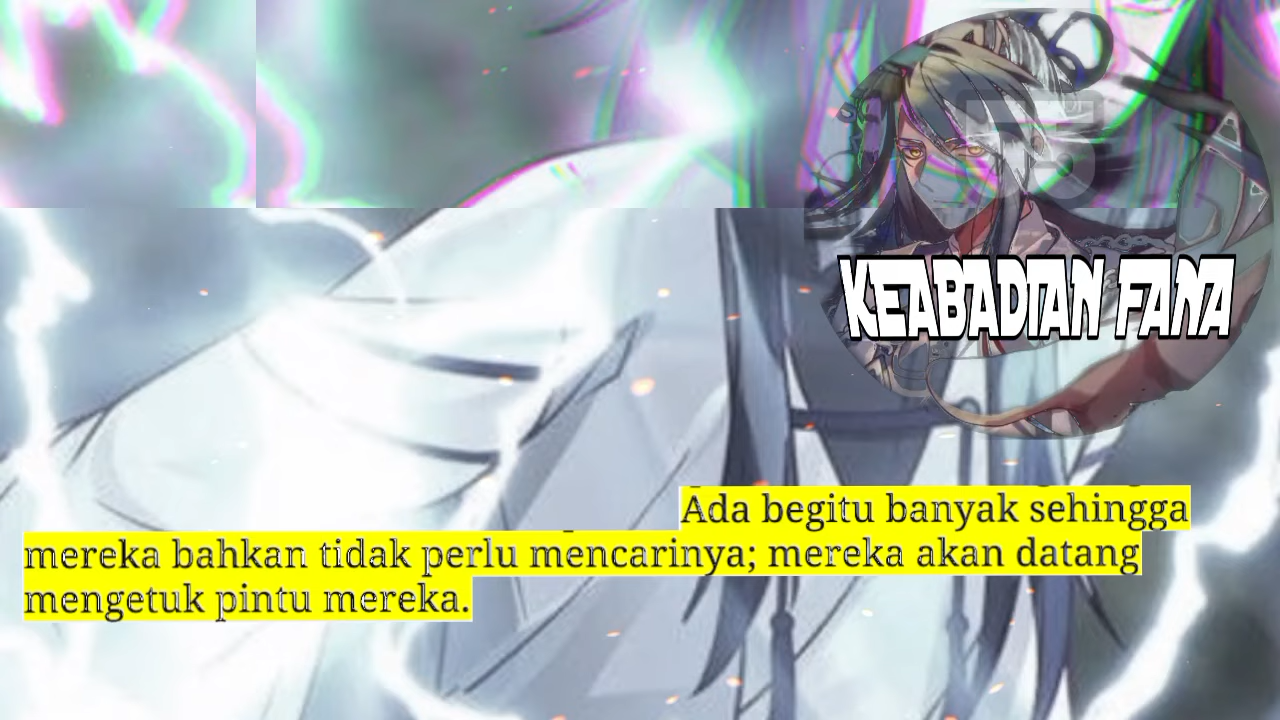 KEABADIAN FANA
Ada begitu banyak sehingga
mereka bahkan tidak perlu mencarinya; mereka akan datang
mengetuk pintu mereka.